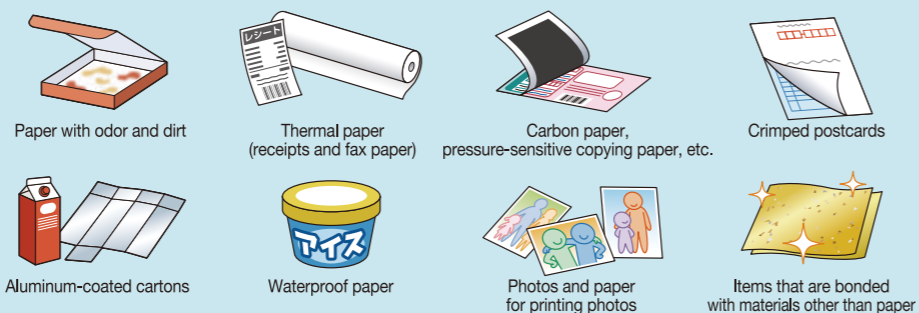 レシート
Paper with odor and dirt
Thermal paper
(receipts and fax paper)
Carbon paper,
pressure-sensitive copying paper, etc.
Crimped postcards
アイス
Aluminum-coated cartons
Waterproof paper
Photos and paper
for printing photos
Items that are bonded
with materials other than paper